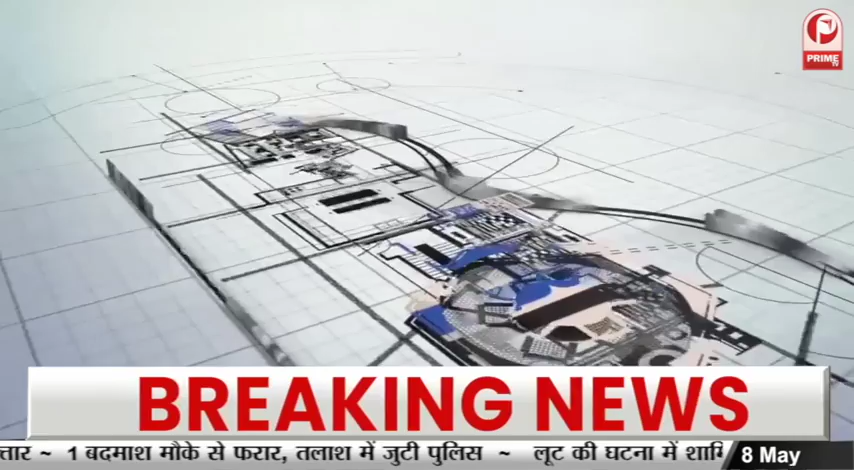 PRIME
TV
BREAKING NEWS
~ 1 बदमाश मौके से फरार, तलाश में जुटी पुलिस ~ लूट की घटना में
8 May